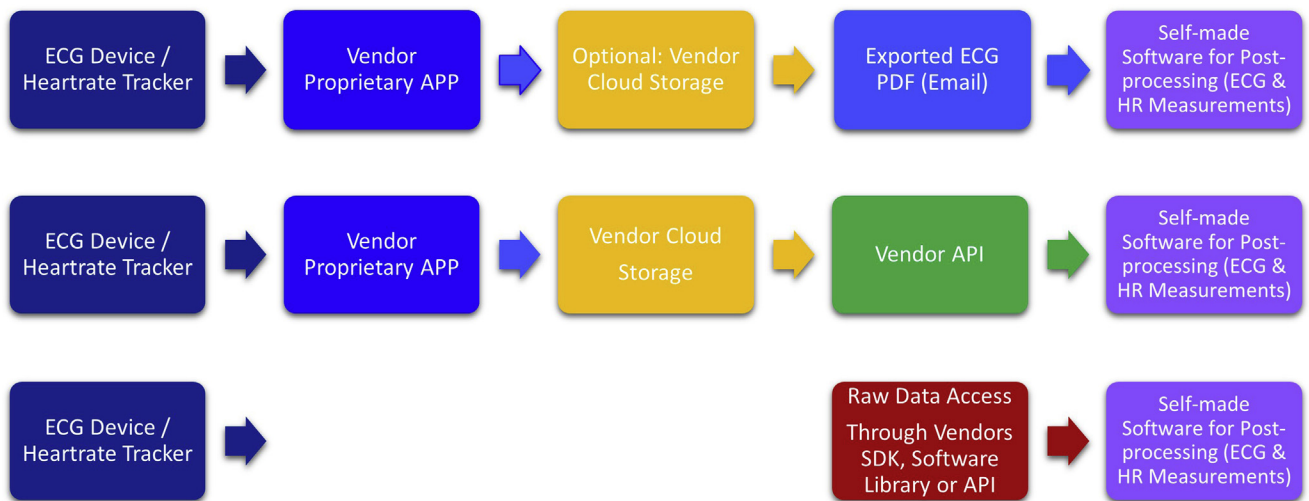 ECG Device /
Heartrate Tracker
Vendor
Proprietary APP
Optional: Vendor
Cloud Storage
Exported ECG
PDF (Email)
Self-made
Software for Post-
processing (ECG &
HR Measurements)
ECG Device /
Heartrate Tracker
Vendor
Proprietary APP
Vendor Cloud
Storage
Vendor API
Self-made
Software for Post-
processing (ECG &
HR Measurements)
ECG Device /
Heartrate Tracker
Raw Data Access
Through Vendors
SDK, Software
Library or API
Self-made
Software for Post-
processing (ECG &
HR Measurements)